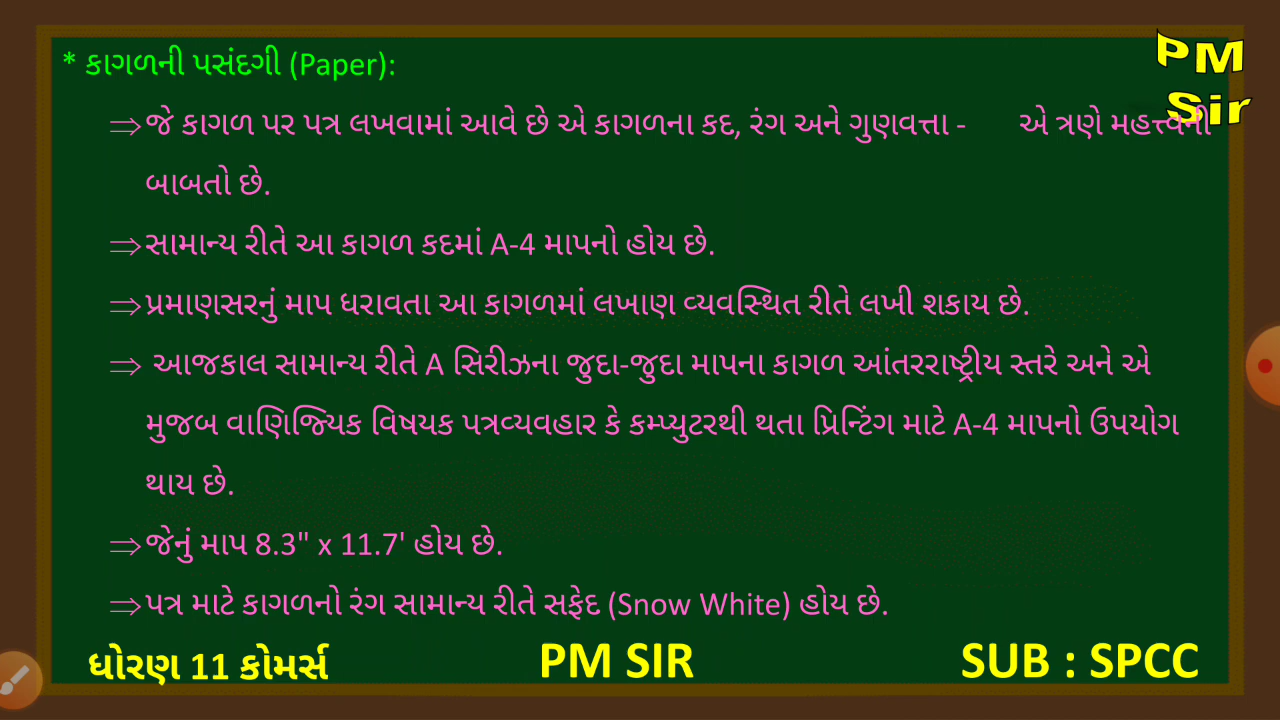 * કાગળની પસંદગી (Paper):
PM
Sir
⇒જે કાગળ પર પત્ર લખવામાં આવે છે એ કાગળના કદ, રંગ અને ગુણવત્તા - એ ત્રણે મહત્ત્વની
બાબતો છે.
⇒સામાન્ય રીતે આ કાગળ કદમાં A-4 માપનો હોય છે.
⇒પ્રમાણસરનું માપ ધરાવતા આ કાગળમાં લખાણ વ્યવસ્થિત રીતે લખી શકાય છે.
⇒ આજકાલ સામાન્ય રીતે A સિરીઝના જુદા-જુદા માપના કાગળ આંતરરાષ્ટ્રીય સ્તરે અને એ
મુજબ વાણિજ્યિક વિષયક પત્રવ્યવહાર કે કમ્પ્યુટરથી થતા પ્રિન્ટિંગ માટે A-4 માપનો ઉપયોગ
થાય છે.
⇒જેનું માપ 8.3" x 11.7' હોય છે.
⇒પત્ર માટે કાગળનો રંગ સામાન્ય રીતે સફેદ (Snow White) હોય છે.
ધોરણ 11 કોમર્સ PM SIR SUB : SPCC